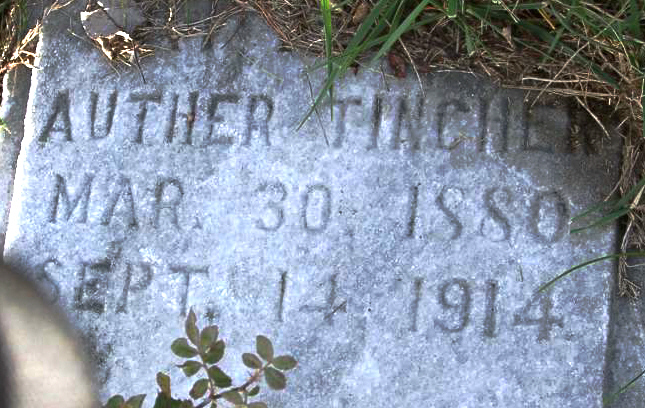 AUTHER TINCHER
MAR. 30, 1880
SEPT. 14, 1914